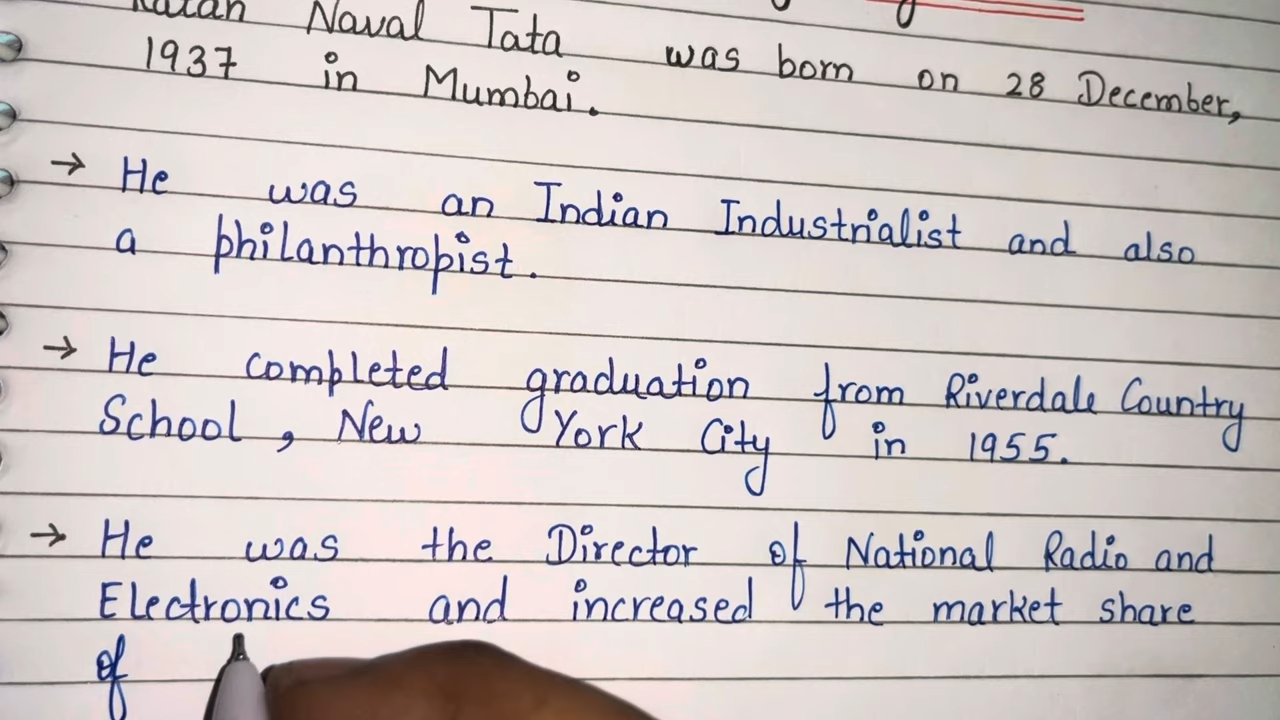 Ratan Naval Tata was born on 28 December,
1937 in Mumbai.
→ He was an Indian Industrialist and also
a philanthropist.
→ He completed graduation from Riverdale Country
School, New York City in 1955.
→ He was the Director of National Radio and
Electronics and increased the market share
of